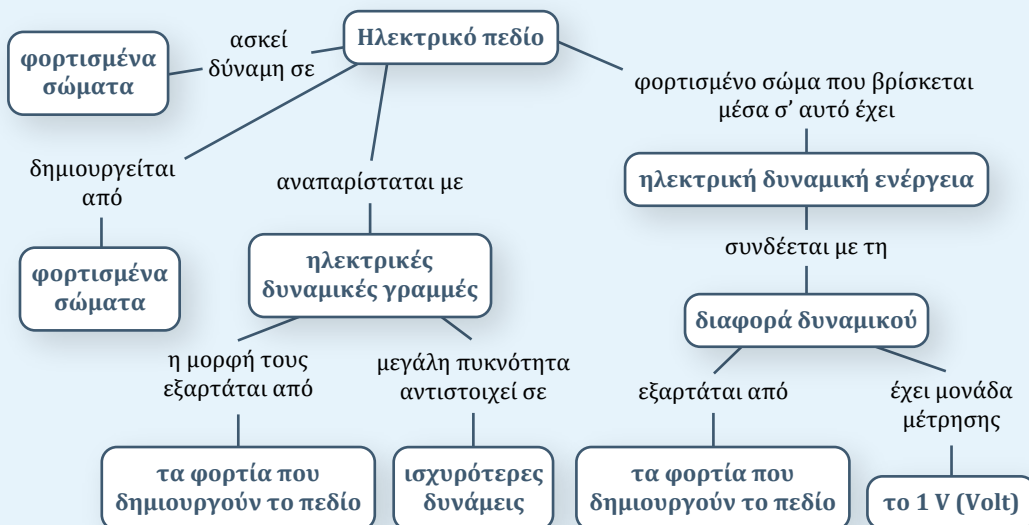 Ηλεκτρικό πεδίο
ασκεί
δύναμη σε
φορτισμένα
σώματα
δημιουργείται
από
φορτισμένα
σώματα
αναπαρίσταται με
ηλεκτρικές
δυναμικές γραμμές
η μορφή τους
εξαρτάται από
τα φορτία που
δημιουργούν το πεδίο
μεγάλη πυκνότητα
αντιστοιχεί σε
ισχυρότερες
δυνάμεις
φορτισμένο σώμα που βρίσκεται
μέσα σ' αυτό έχει
ηλεκτρική δυναμική ενέργεια
συνδέεται με τη
διαφορά δυναμικού
εξαρτάται από
τα φορτία που
δημιουργούν το πεδίο
έχει μονάδα
μέτρησης
το 1 V (Volt)